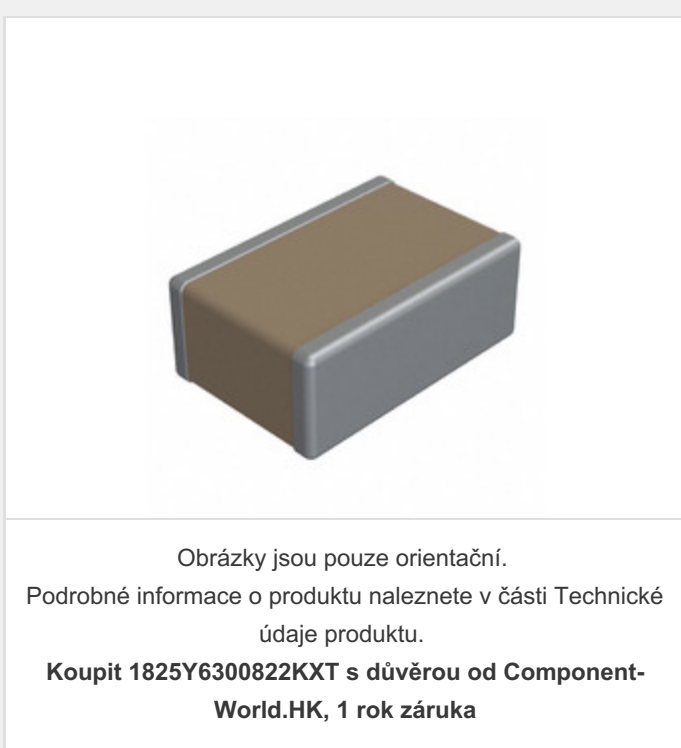 Obrázky jsou pouze orientační.
Podrobné informace o produktu naleznete v části Technické
údaje produktu.
Koupit 1825Y6300822KXT s důvěrou od Component-
World.HK, 1 rok záruka